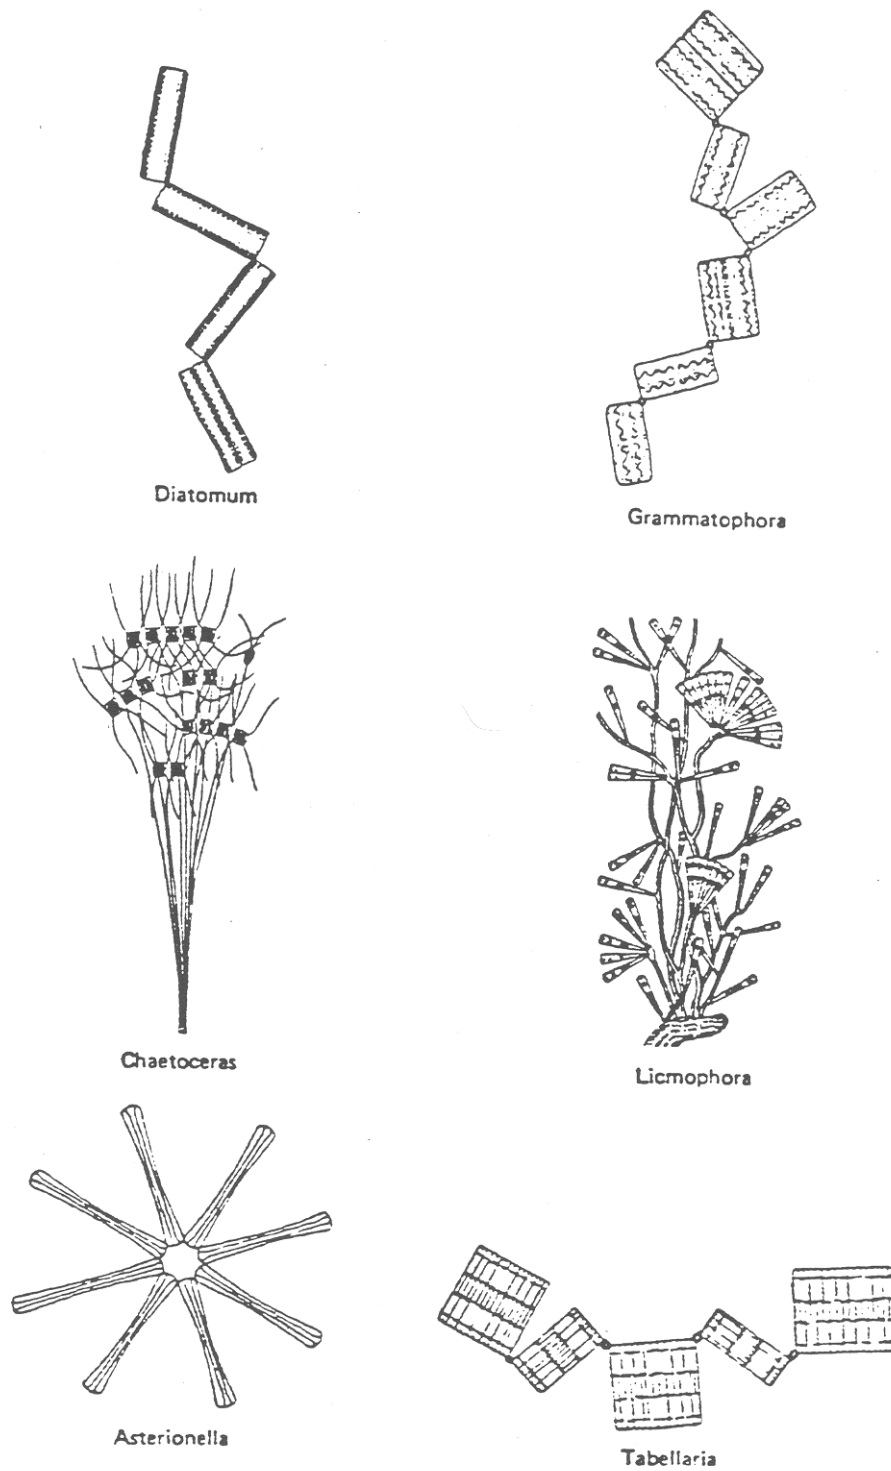 Diatomum
Grammatophora
Chaetoceras
Licmophora
Asterionella
Tabellaria